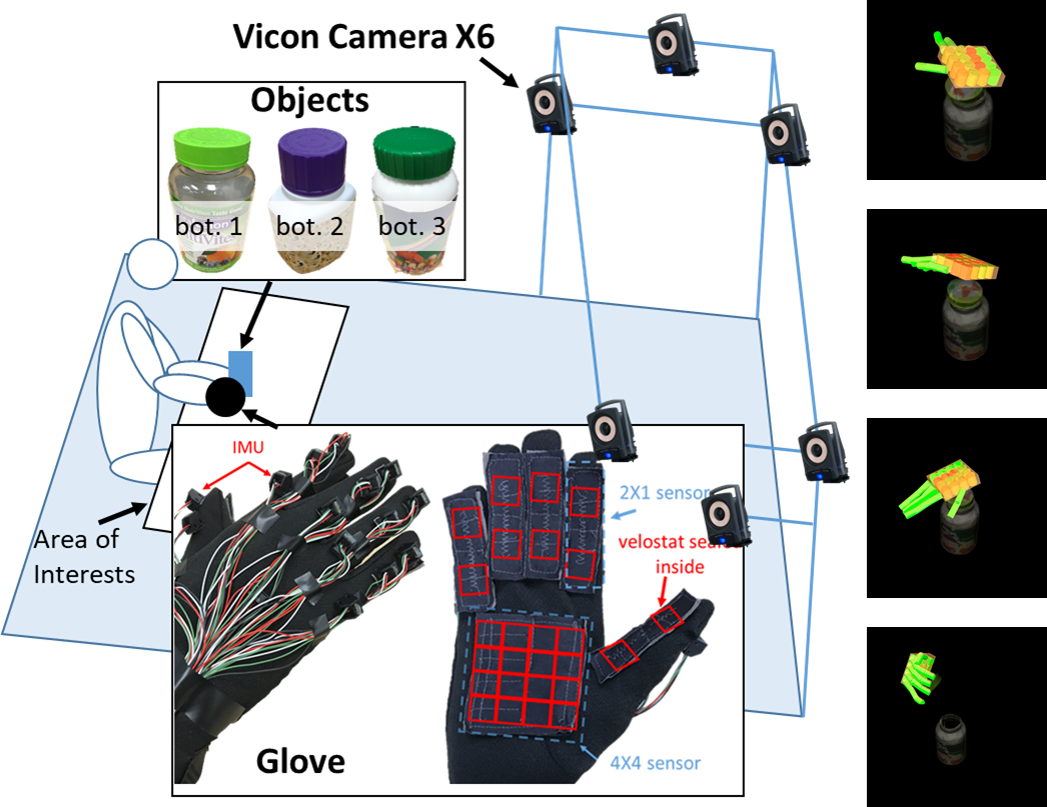 Vicon Camera X6
Objects
bot. 1
bot. 2
bot. 3
IMU
2X1 sensor
velostat
inside
Area of
Interests
Glove
4X4 sensor